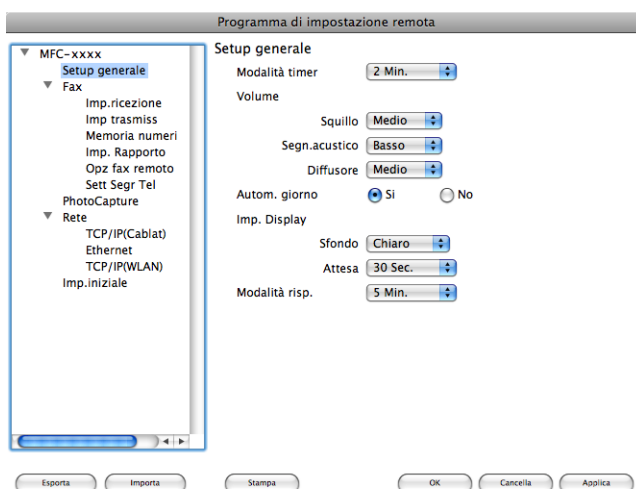 Programma di impostazione remota
MFC-xxxx
Setup generale
Fax
Imp.ricezione
Imp trasmiss
Memoria numeri
Imp. Rapporto
Opz fax remoto
Sett Segr Tel
PhotoCapture
Rete
TCP/IP(Cablat)
Ethernet
TCP/IP(WLAN)
Imp.iniziale
Setup generale
Modalità timer 2 Min.
Volume
Squillo Medio
Segn.acustico Basso
Diffusore Medio
Autom. giorno Si No
Imp. Display
Sfondo Chiaro
Attesa 30 Sec.
Modalità risp. 5 Min.
Esporta Importa Stampa OK Cancella Applica